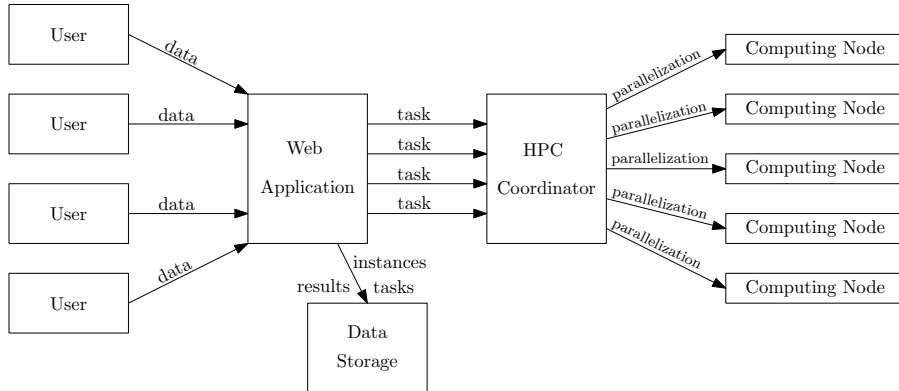 User
User
User
User
data
data
data
data
Web
Application
task
task
task
task
HPC
Coordinator
parallelization
parallelization
parallelization
parallelization
parallelization
Computing Node
Computing Node
Computing Node
Computing Node
Computing Node
instances
results
tasks
Data
Storage